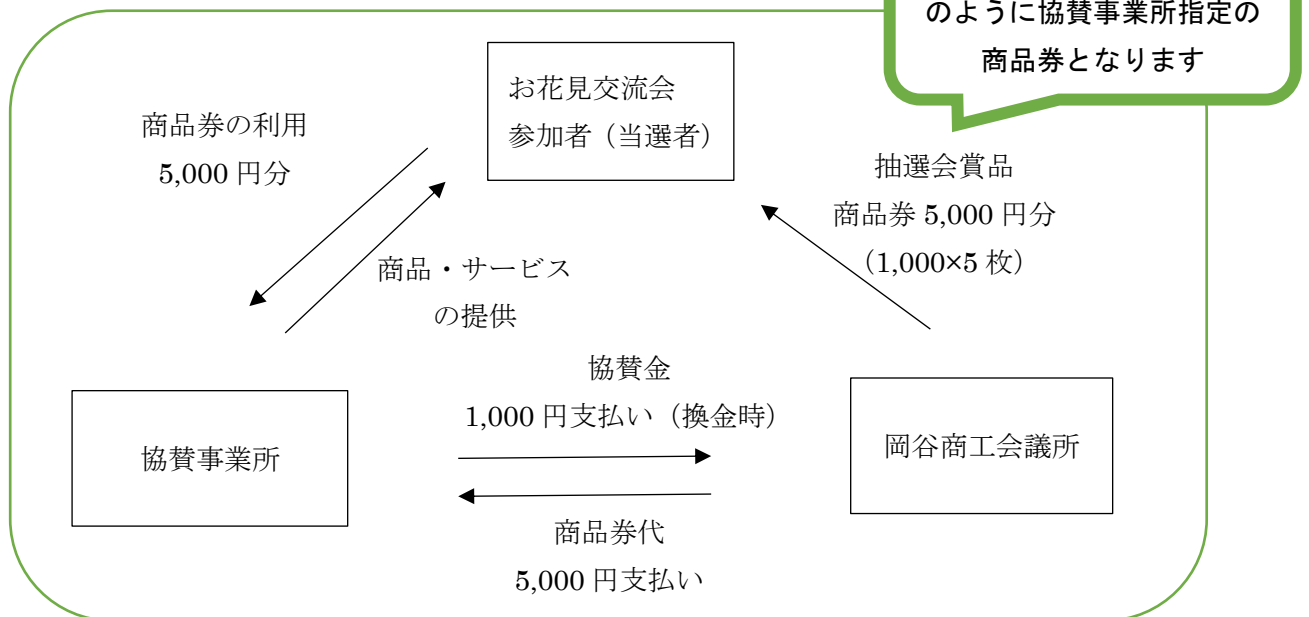 のように協賛事業所指定の
商品券となります
お花見交流会
参加者（当選者）
商品券の利用
5,000 円分
抽選会賞品
商品券 5,000 円分
（1,000×5 枚）
商品・サービス
の提供
協賛金
1,000 円支払い（換金時）
協賛事業所
岡谷商工会議所
商品券代
5,000 円支払い